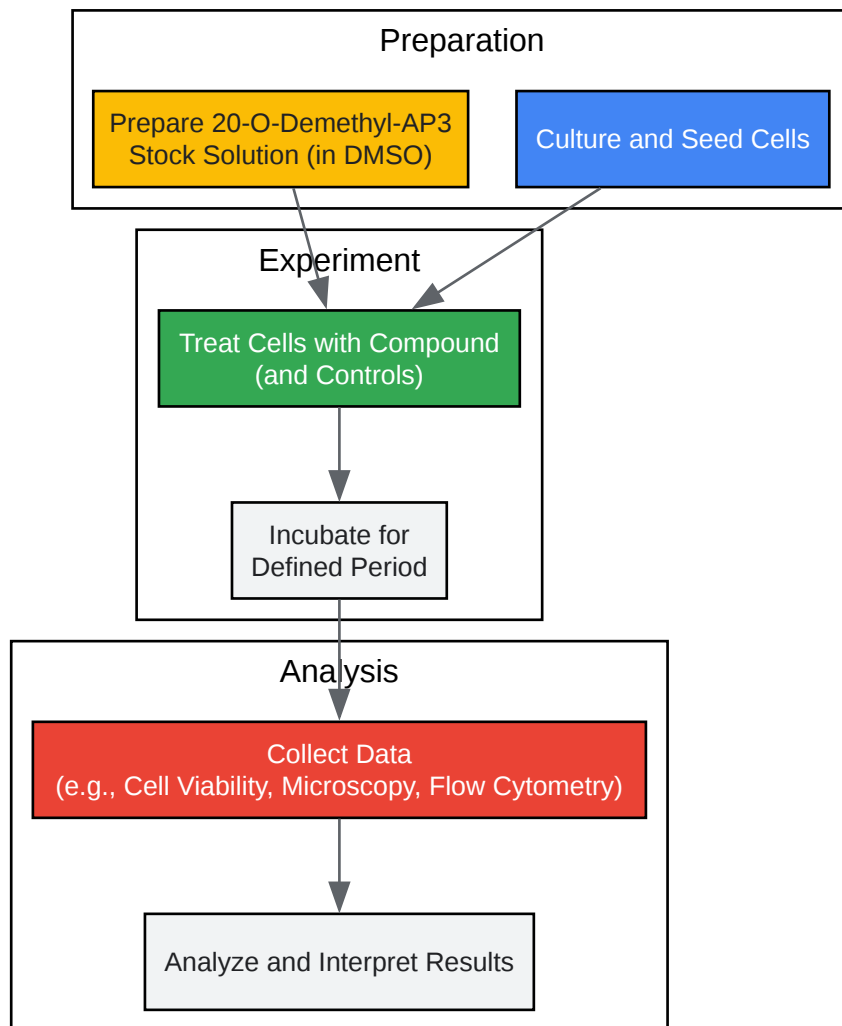 Preparation
Prepare 20-O-Demethyl-AP3
Stock Solution (in DMSO)
Culture and Seed Cells
Experiment
Treat Cells with Compound
(and Controls)
Incubate for
Defined Period
Analysis
Collect Data
(e.g., Cell Viability, Microscopy, Flow Cytometry)
Analyze and Interpret Results